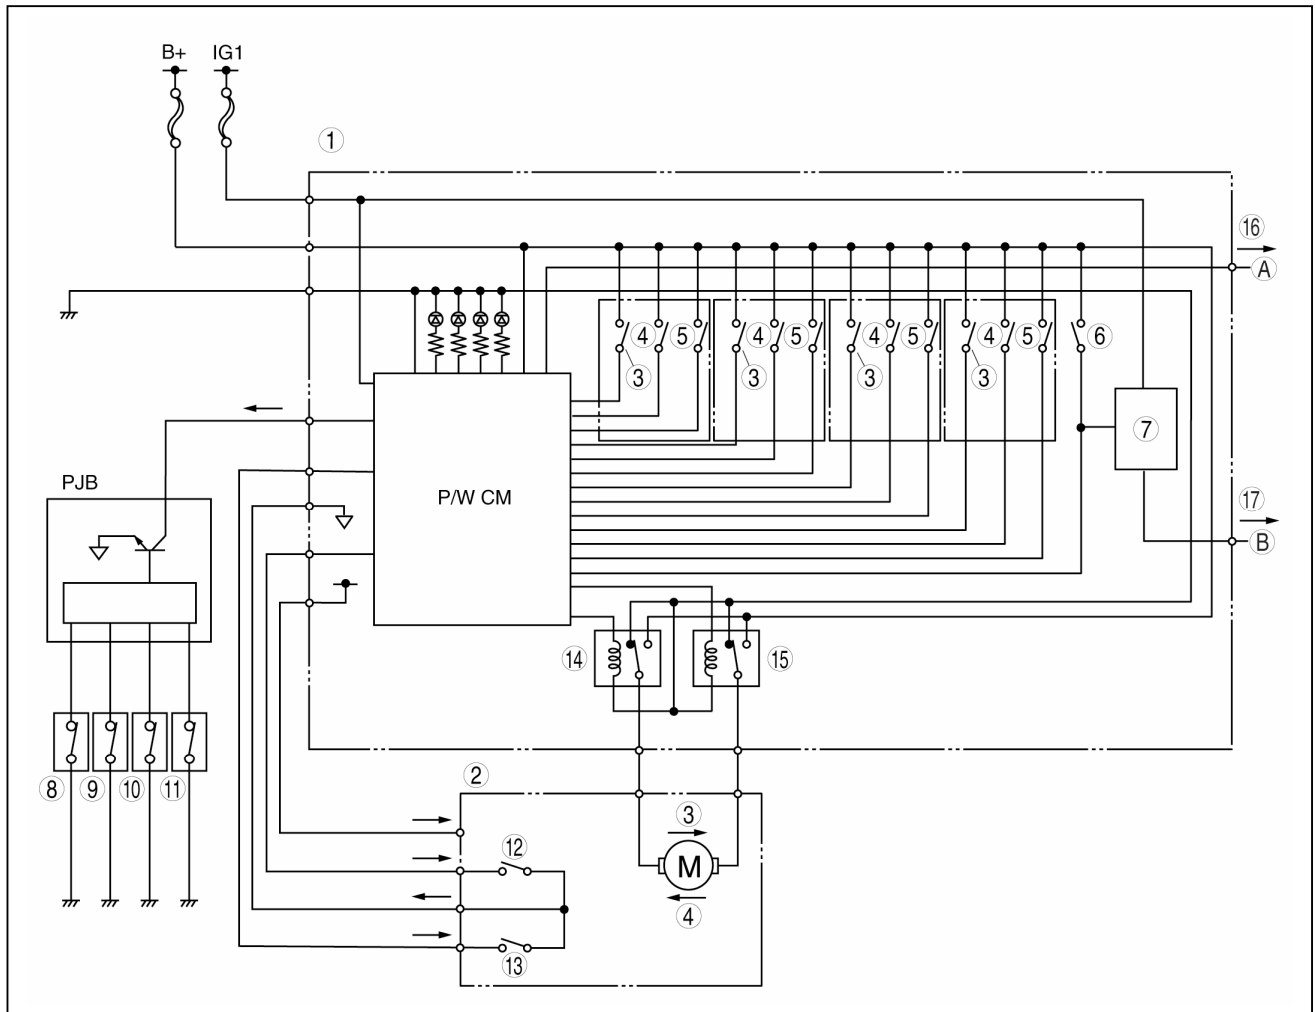 B+ IG1
①
⑯
Ⓐ
④ ⑤ ④ ⑤ ④ ⑤ ④ ⑤ ⑥
③ ③ ③ ③
⑦
PJB
P/W CM
⑰
Ⓑ
⑭ ⑮
②
⑧ ⑨ ⑩ ⑪
③
⑫
M
④
⑬